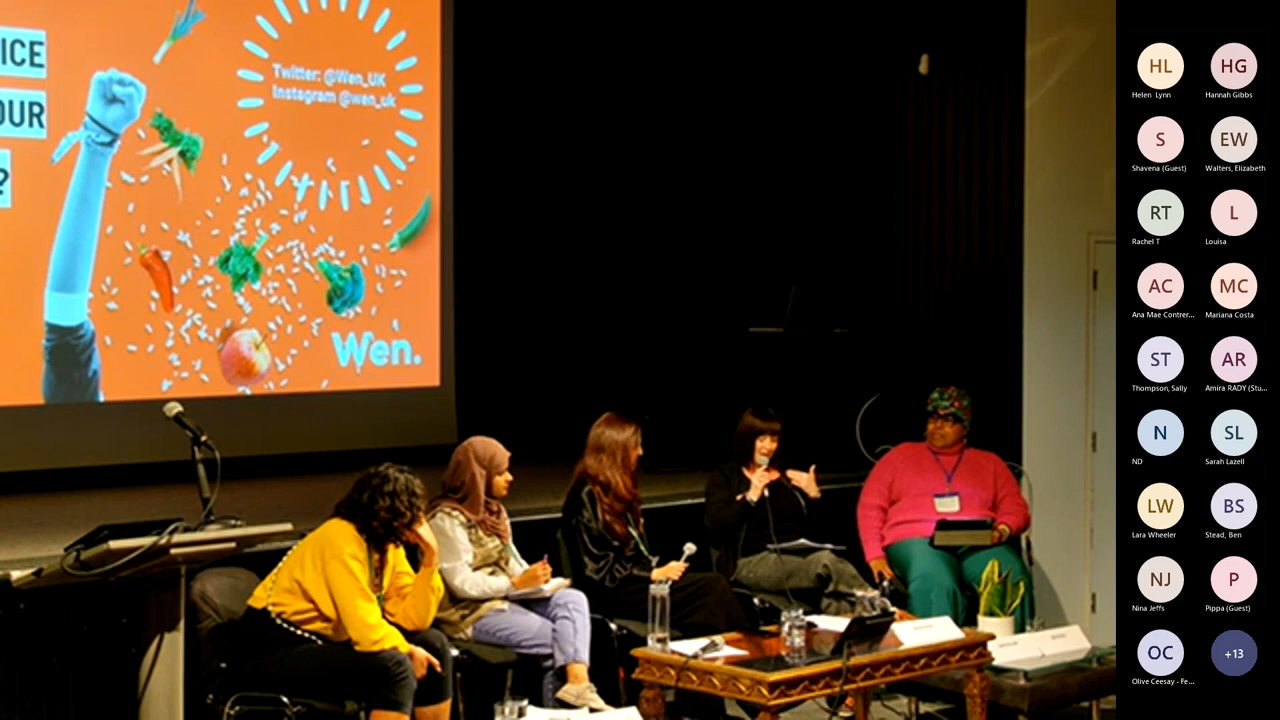 ICE
OUR
?
Twitter: @Wen_UK
Instagram @wen_uk
Wen.
HL
Helen Lynn
HG
Hannah Gibbs
S
Shavena (Guest)
EW
Walters, Elizabeth
RT
Rachel T
L
Louisa
AC
Ana Mae Contrer...
MC
Mariana Costa
ST
Thompson, Sally
AR
Amira RADY (Stu...
N
ND
SL
Sarah Lazell
LW
Lara Wheeler
BS
Stead, Ben
NJ
Nina Jeffs
P
Pippa (Guest)
OC
Olive Ceesay - Fe...
+13